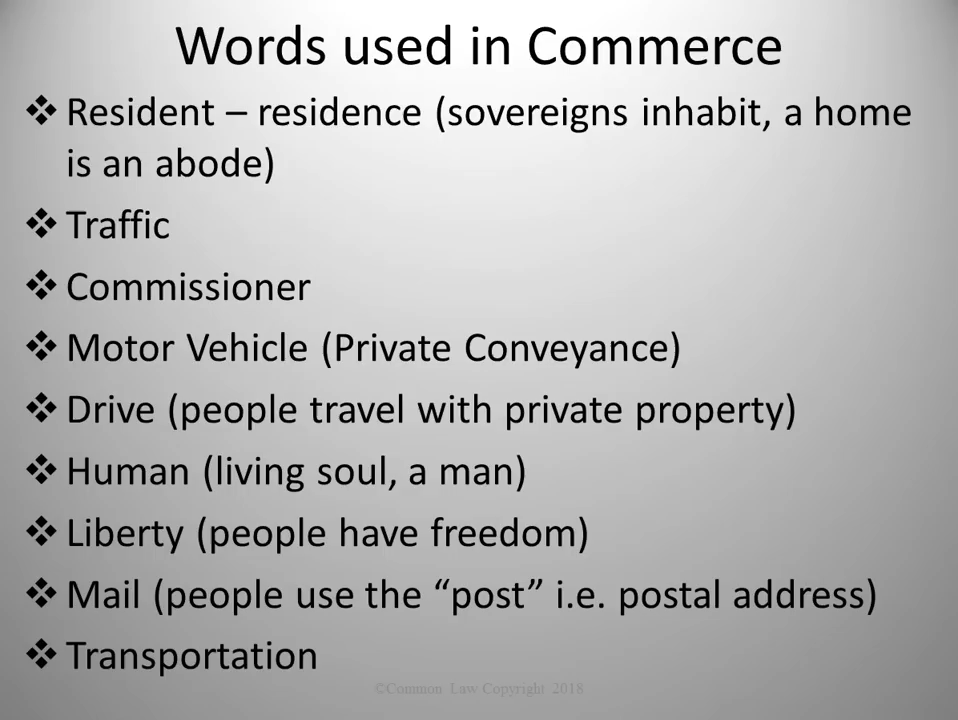 Words used in Commerce
❖ Resident – residence (sovereigns inhabit, a home
is an abode)
❖ Traffic
❖ Commissioner
❖ Motor Vehicle (Private Conveyance)
❖ Drive (people travel with private property)
❖ Human (living soul, a man)
❖ Liberty (people have freedom)
❖ Mail (people use the “post” i.e. postal address)
❖ Transportation
©Common Law Copyright 2018